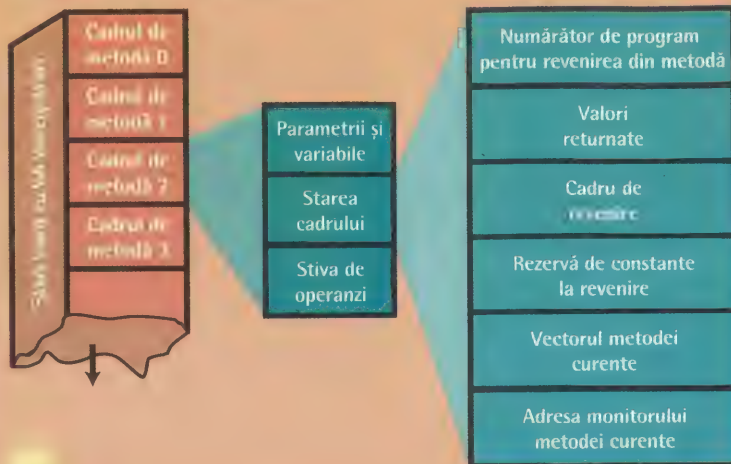 Cadrul de
metodă 0
Cadrul de
metodă 1
Cadrul de
metodă 2
Cadrul de
metodă 3
Parametrii și
variabile
Starea
cadrului
Stiva de
operanzi
Numărător de program
pentru revenirea din metodă
Valori
returnate
Cadru de
revenire
Rezervă de constante
la revenire
Vectorul metodei
curente
Adresa monitorului
metodei curente